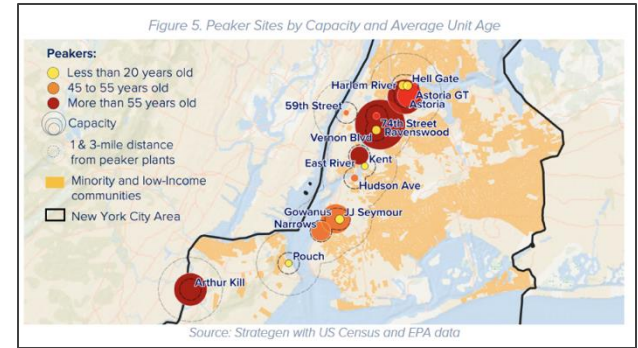 Figure 5. Peaker Sites by Capacity and Average Unit Age
Peakers:
Less than 20 years old
45 to 55 years old
More than 55 years old
Capacity
1 & 3-mile distance
from peaker plants
Minority and low-Income
communities
New York City Area
Hell Gate
Harlem River
Astoria GT
Astoria
59th Street
74th Street
Ravenswood
Vernon Blvd
East River
Kent
Hudson Ave
Gowanus
JJ Seymour
Narrows
Pouch
Arthur Kill
Source: Strategen with US Census and EPA data